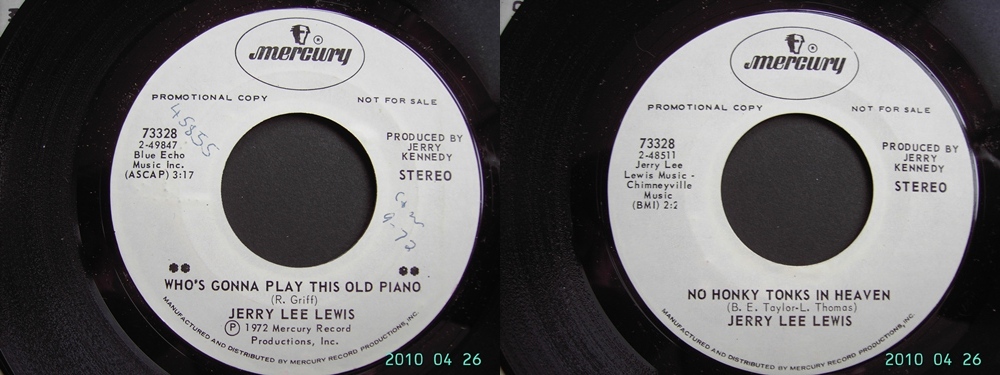 mercury ®
PROMOTIONAL COPY
NOT FOR SALE
45855
73328
2-49847
Blue Echo
Music Inc.
(ASCAP) 3:17
PRODUCED BY
JERRY
KENNEDY
STEREO
9-72
WHO'S GONNA PLAY THIS OLD PIANO
(R. Griff)
JERRY LEE LEWIS
Ⓟ 1972 Mercury Record
Productions, Inc.
MANUFACTURED AND DISTRIBUTED BY MERCURY RECORD PRODUCTIONS, INC.
2010 04 26
mercury ®
PROMOTIONAL COPY
NOT FOR SALE
73328
2-48511
Jerry Lee
Lewis Music -
Chimneyville
Music
(BMI)
PRODUCED BY
JERRY
KENNEDY
STEREO
NO HONKY TONKS IN HEAVEN
(B. E. Taylor-L. Thomas)
JERRY LEE LEWIS
MANUFACTURED AND DISTRIBUTED BY MERCURY RECORD PRODUCTIONS, INC.
2010 04 26